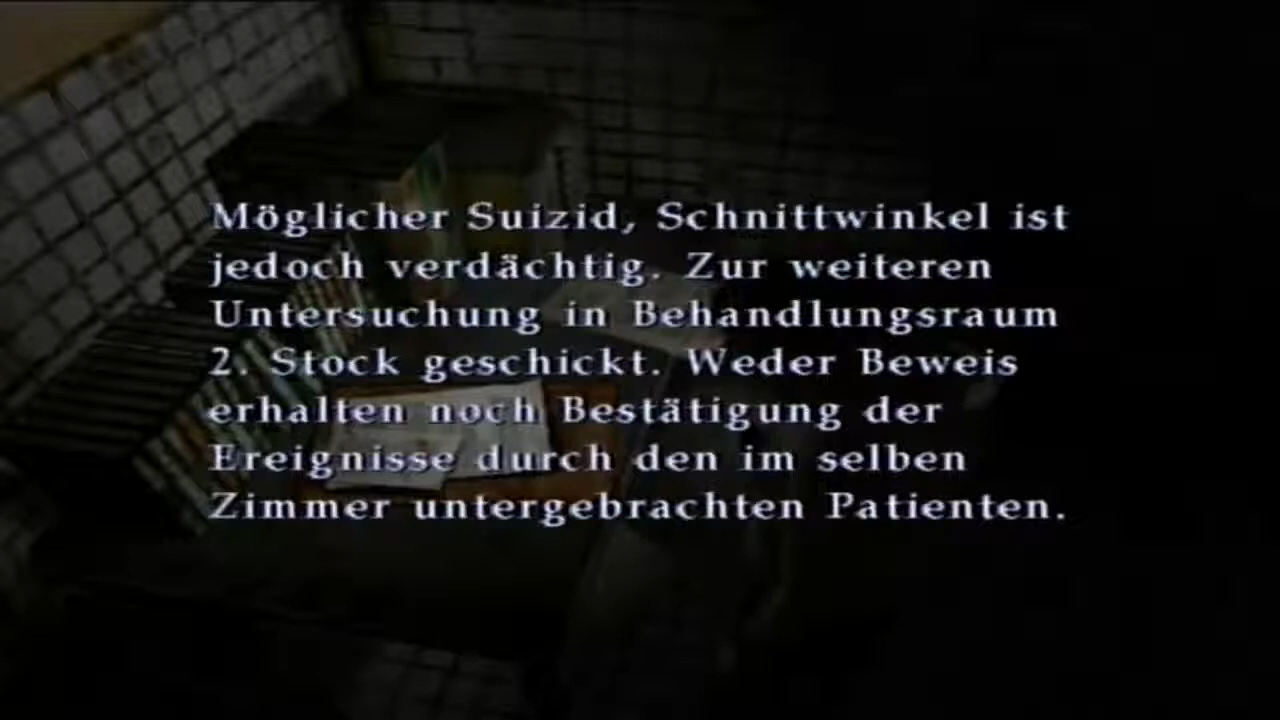 Möglicher Suizid, Schnittwinkel ist
jedoch verdächtig. Zur weiteren
Untersuchung in Behandlungsraum
2. Stock geschickt. Weder Beweis
erhalten noch Bestätigung der
Ereignisse durch den im selben
Zimmer untergebrachten Patienten.